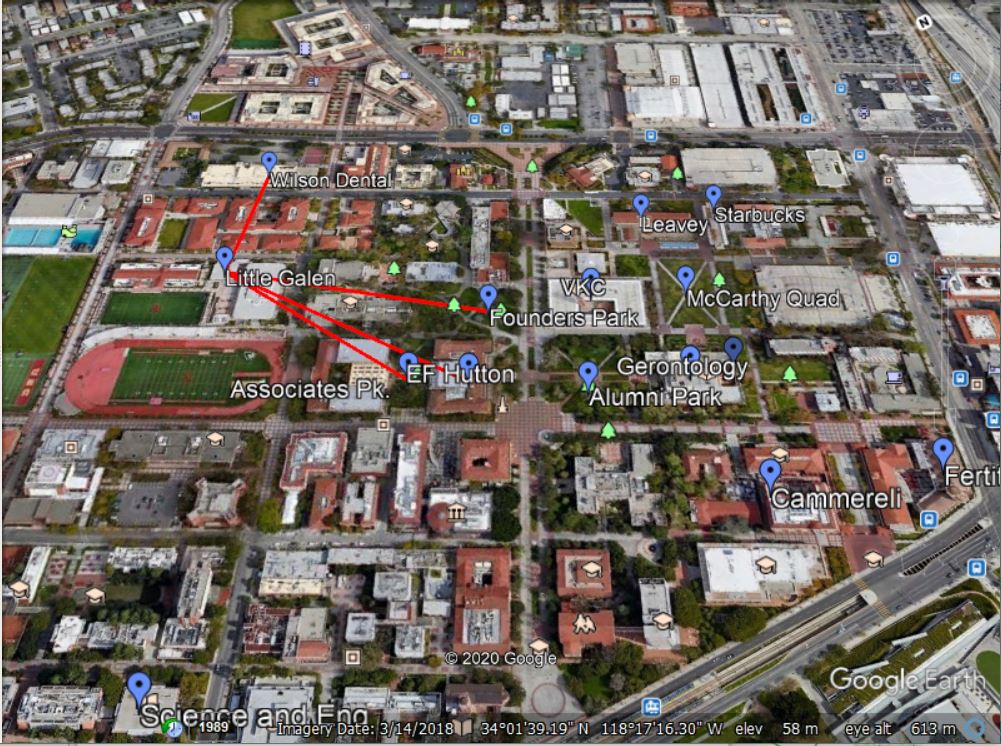 N
Wilson Dental
Leavey
Starbucks
Little Galen
VKC
McCarthy Quad
Founders Park
Gerontology
EF Hutton
Associates Pk.
Alumni Park
Cammereli
Ferti
© 2020 Google
Google Earth
Science and Eng
1989
Imagery Date: 3/14/2018 34°01'39.19" N 118°17'16.30" W elev 58 m eye alt 613 m